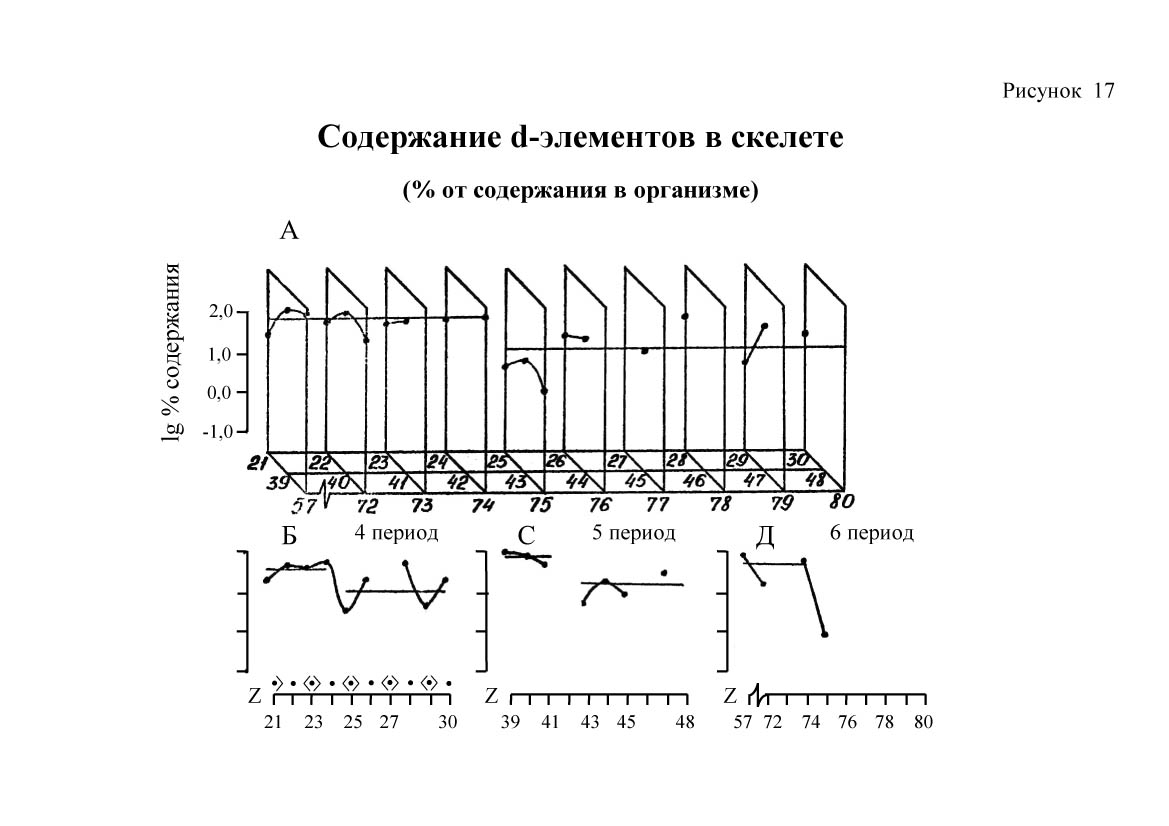 Рисунок 17
Содержание d-элементов в скелете
(% от содержания в организме)
А
lg % содержания
2,0
1,0
0,0
-1,0
21 22 23 24 25 26 27 28 29 30
39 40 41 42 43 44 45 46 47 48
57 72 73 74 75 76 77 78 79 80
Б 4 период С 5 период Д 6 период
Z Z Z
21 23 25 27 30 39 41 43 45 48 57 72 74 76 78 80